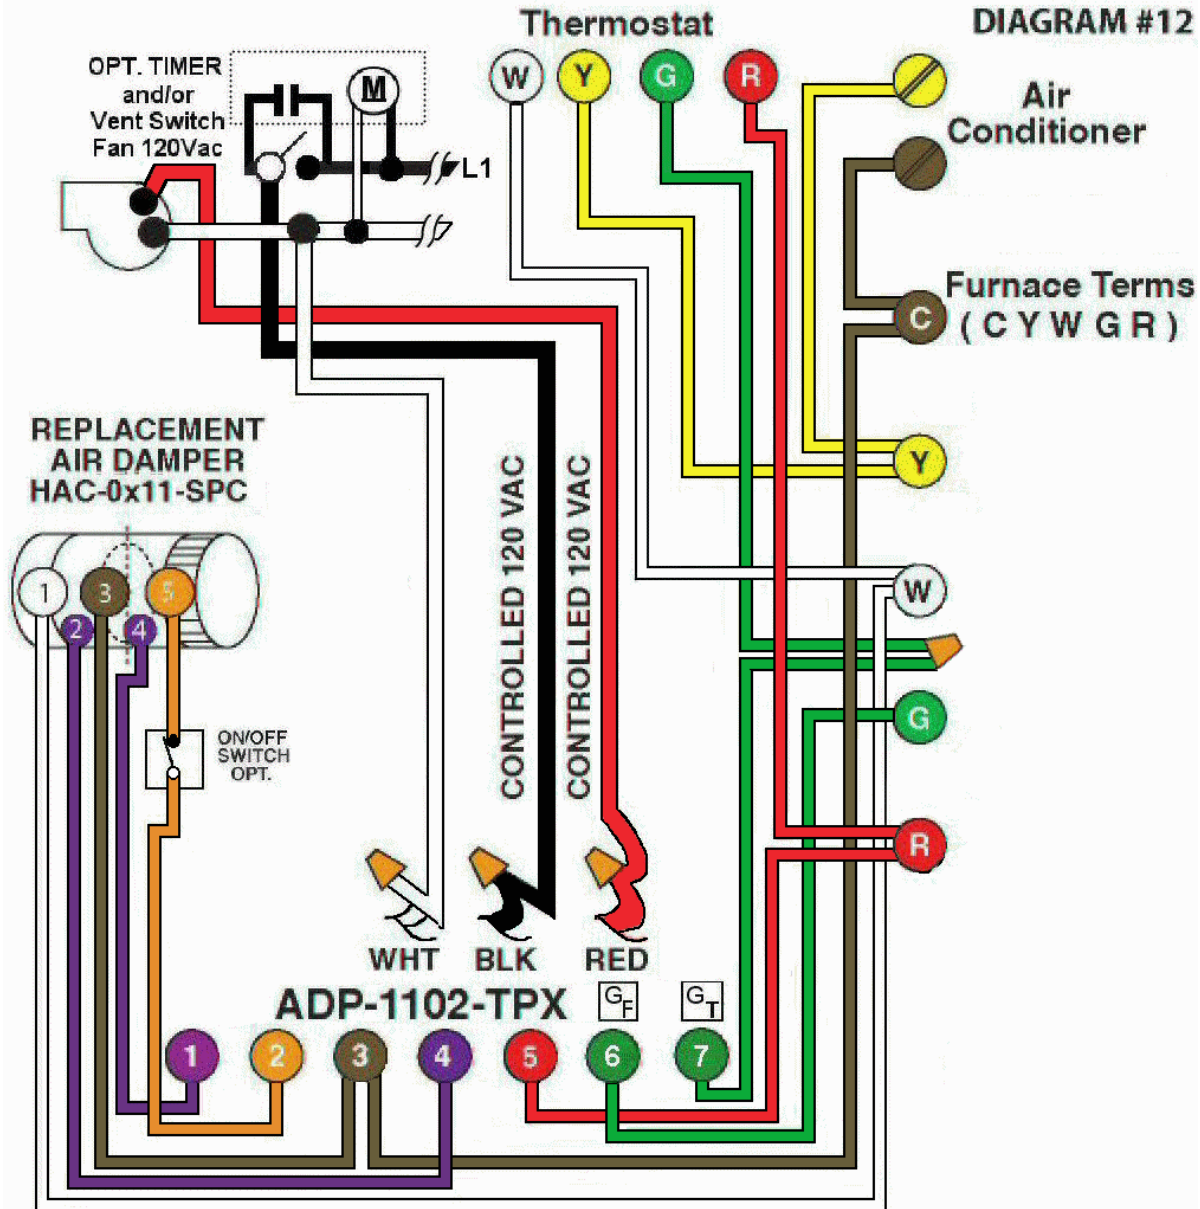 Thermostat
DIAGRAM #12
OPT. TIMER
and/or
Vent Switch
Fan 120Vac
M
L1
W
Y
G
R
Air
Conditioner
Furnace Terms
( C Y W G R )
C
Y
W
G
R
REPLACEMENT
AIR DAMPER
HAC-0x11-SPC
1
3
5
2
4
ON/OFF
SWITCH
OPT.
CONTROLLED 120 VAC
CONTROLLED 120 VAC
WHT
BLK
RED
ADP-1102-TPX
GF
GT
1
2
3
4
5
6
7